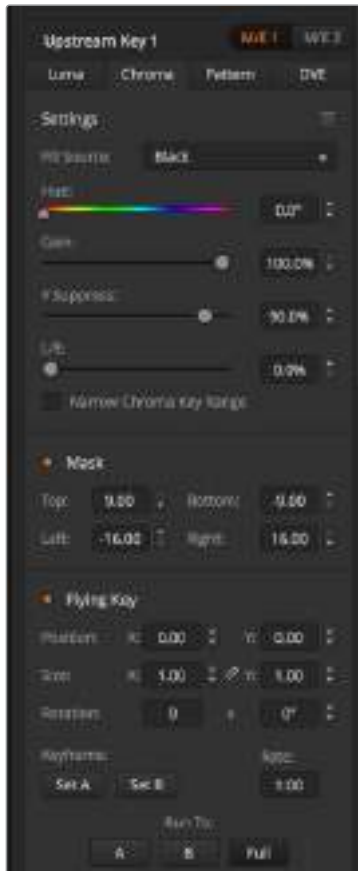 Upstream Key 1 M/E 1 M/E 2
Luma Chroma Pattern DVE
Settings
Fill Source: Black
Hue:
0.0°
Gain:
100.0%
Y Suppress:
90.0%
Lift:
0.0%
Narrow Chroma Key Range
Mask
Top: 9.00 Bottom: -9.00
Left: -16.00 Right: 16.00
Flying Key
Position: X: 0.00 Y: 0.00
Size: X: 1.00 Y: 1.00
Rotation: 0 x 0°
Keyframe: Rate:
Set A Set B 1:00
Run To:
A B Full